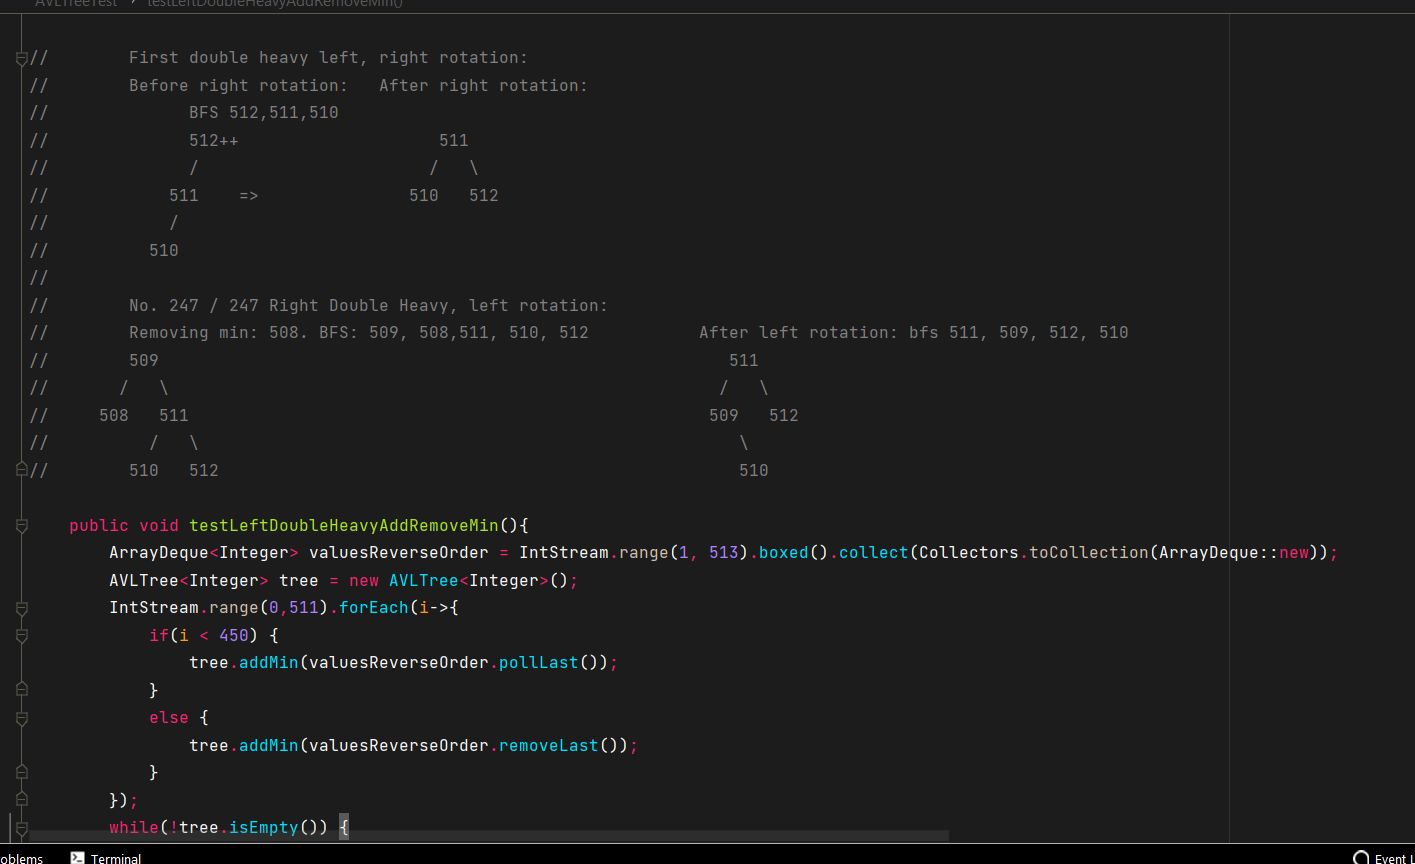 AVLTreeTest › testLeftDoubleHeavyAddRemoveMin()
//        First double heavy left, right rotation:
//        Before right rotation:   After right rotation:
//              BFS 512,511,510
//              512++                    511
//              /                       /   \
//            511    =>               510   512
//            /
//          510
//
//        No. 247 / 247 Right Double Heavy, left rotation:
//        Removing min: 508. BFS: 509, 508,511, 510, 512           After left rotation: bfs 511, 509, 512, 510
//        509                                                         511
//       /   \                                                       /   \
//     508   511                                                    509   512
//          /   \                                                      \
//        510   512                                                    510
public void testLeftDoubleHeavyAddRemoveMin(){
    ArrayDeque<Integer> valuesReverseOrder = IntStream.range(1, 513).boxed().collect(Collectors.toCollection(ArrayDeque::new));
    AVLTree<Integer> tree = new AVLTree<Integer>();
    IntStream.range(0,511).forEach(i->{
        if(i < 450) {
            tree.addMin(valuesReverseOrder.pollLast());
        }
        else {
            tree.addMin(valuesReverseOrder.removeLast());
        }
    });
    while(!tree.isEmpty()) {
oblems   Terminal   Event L